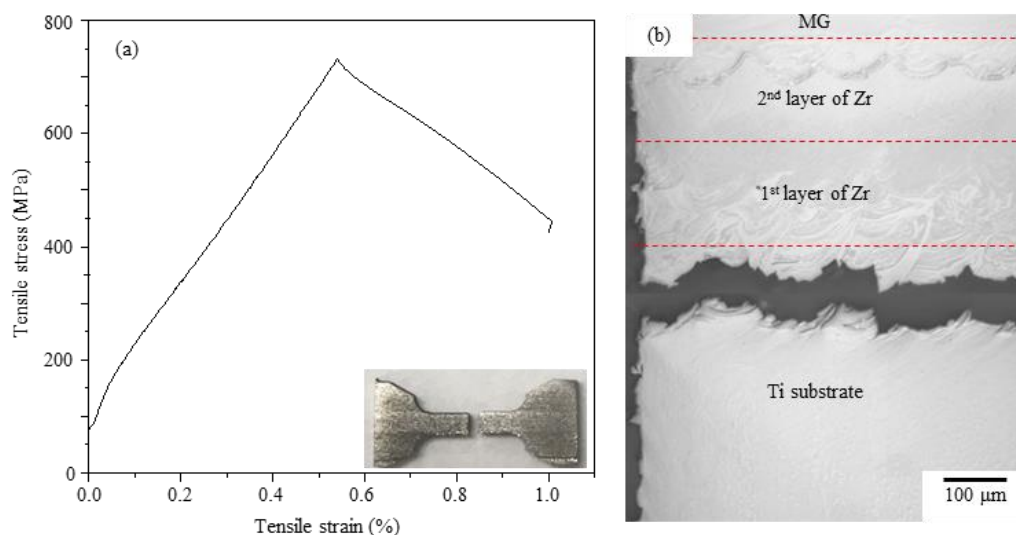 (a)
800
600
400
200
0
Tensile stress (MPa)
0.0 0.2 0.4 0.6 0.8 1.0
Tensile strain (%)
(b)
MG
2nd layer of Zr
1st layer of Zr
Ti substrate
100 µm